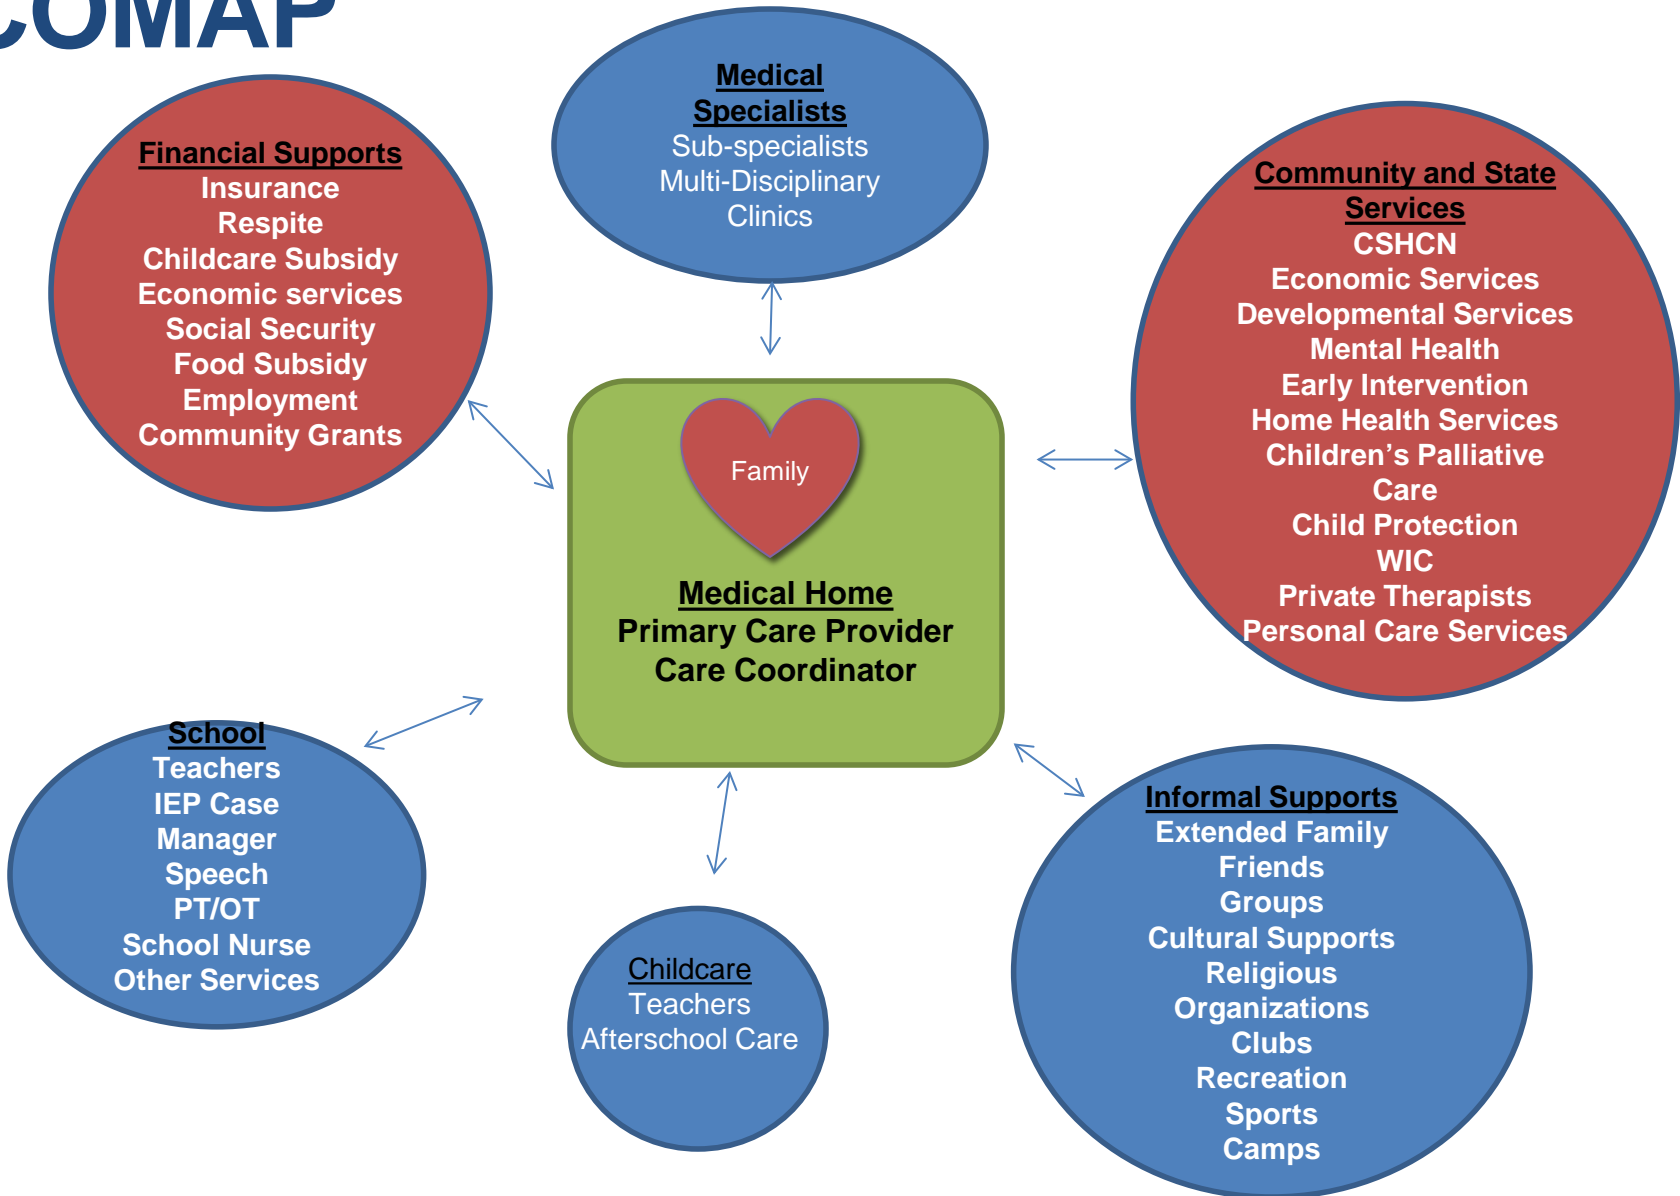 COMAP
Medical
Specialists
Sub-specialists
Multi-Disciplinary
Clinics
Financial Supports
Insurance
Respite
Childcare Subsidy
Economic services
Social Security
Food Subsidy
Employment
Community Grants
Community and State
Services
CSHCN
Economic Services
Developmental Services
Mental Health
Early Intervention
Home Health Services
Children’s Palliative
Care
Child Protection
WIC
Private Therapists
Personal Care Services
Family
Medical Home
Primary Care Provider
Care Coordinator
School
Teachers
IEP Case
Manager
Speech
PT/OT
School Nurse
Other Services
Childcare
Teachers
Afterschool Care
Informal Supports
Extended Family
Friends
Groups
Cultural Supports
Religious
Organizations
Clubs
Recreation
Sports
Camps